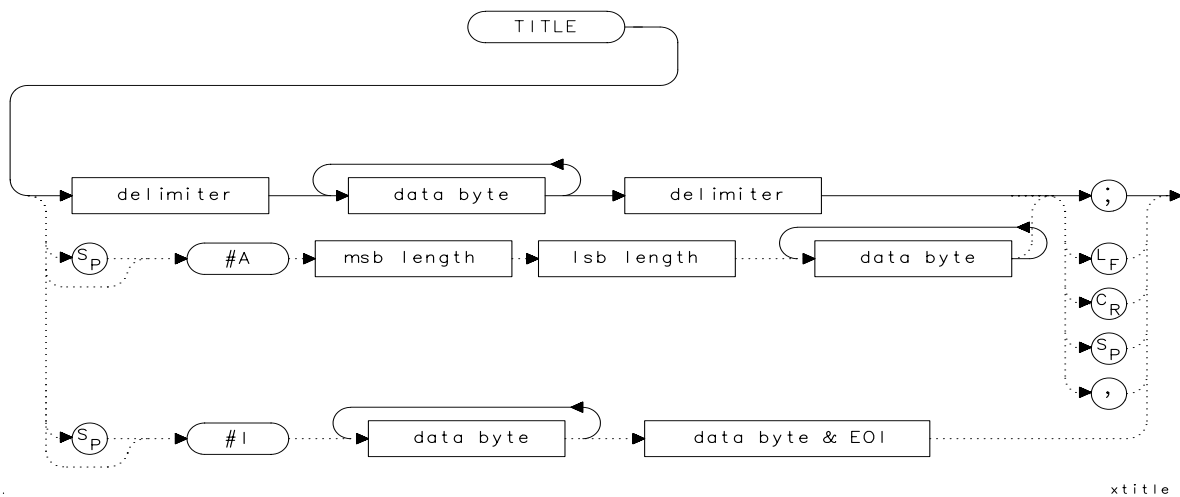 TITLE
delimiter data byte delimiter ;
SP #A msb length lsb length data byte LF
CR
SP
,
SP #I data byte data byte & EOI
xtitle